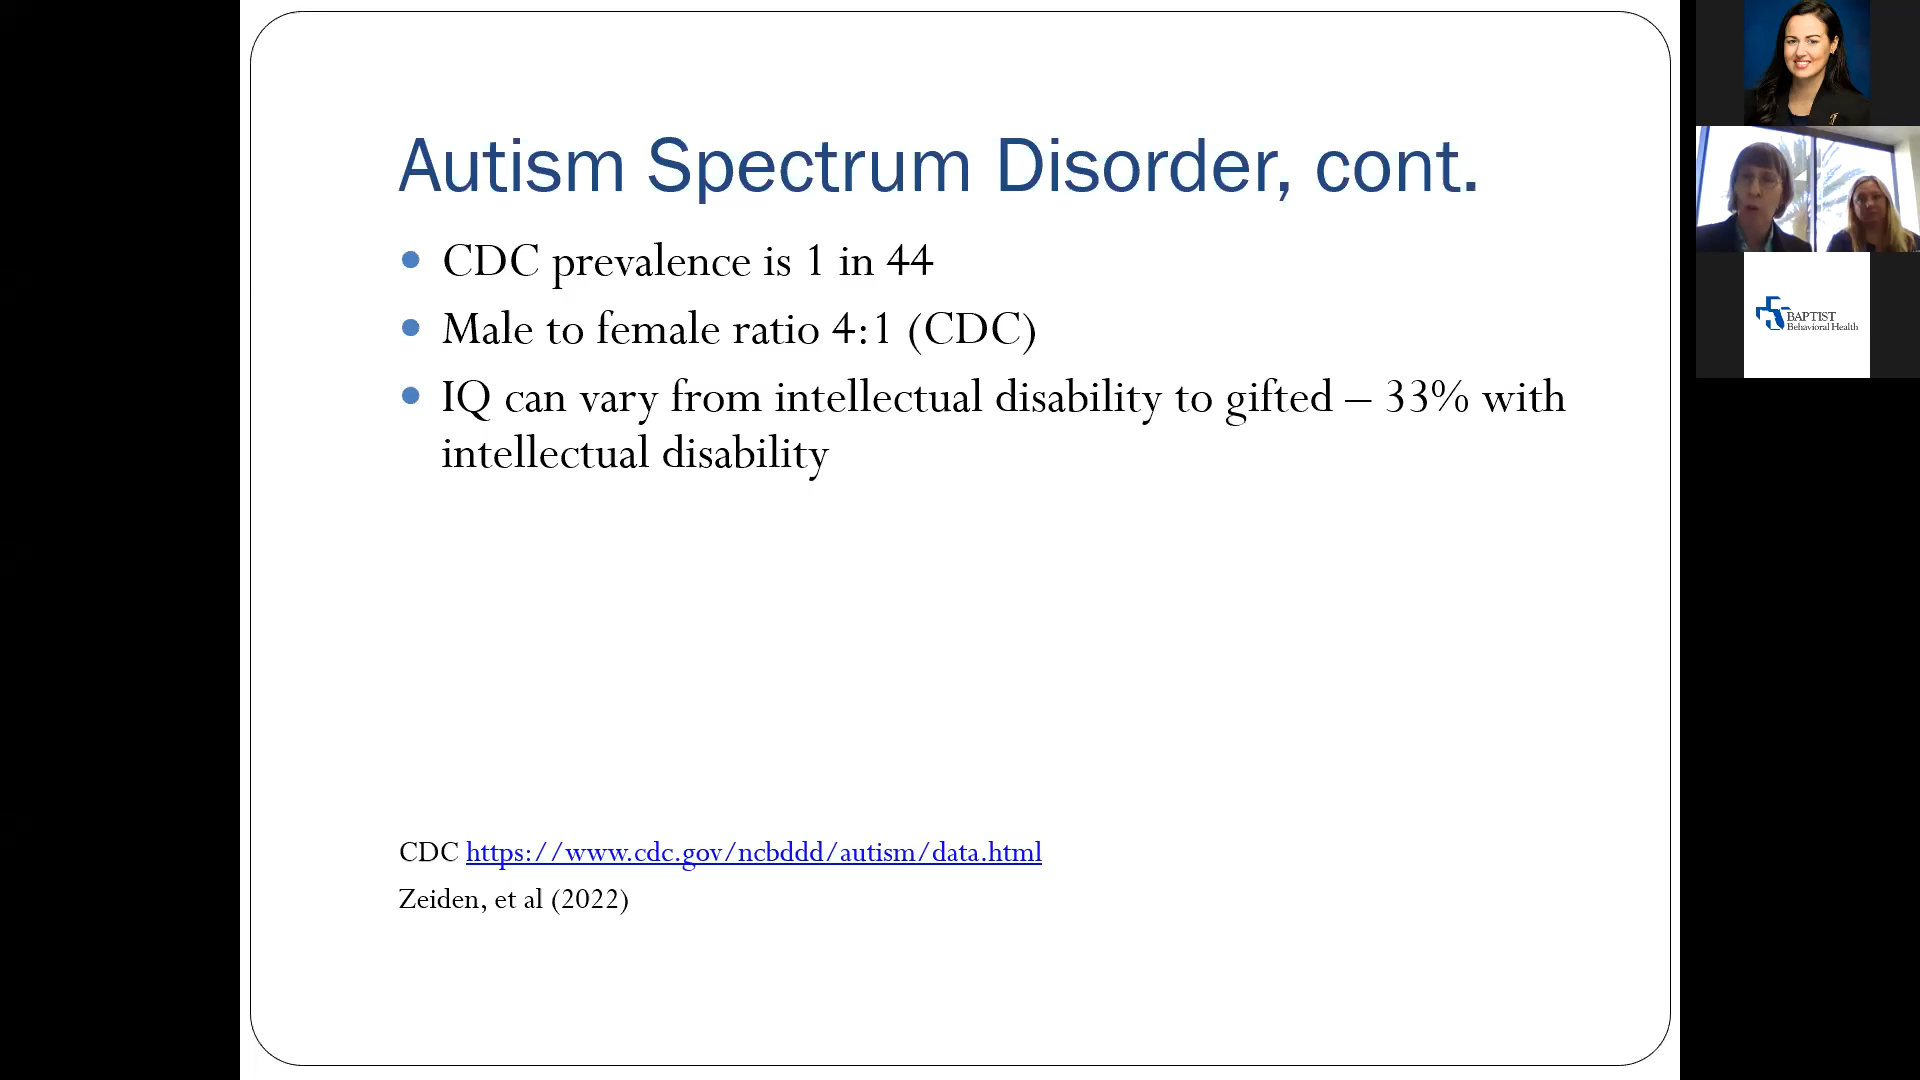 Autism Spectrum Disorder, cont.
CDC prevalence is 1 in 44
Male to female ratio 4:1 (CDC)
IQ can vary from intellectual disability to gifted – 33% with
intellectual disability
CDC https://www.cdc.gov/ncbddd/autism/data.html
Zeiden, et al (2022)
BAPTIST
Behavioral Health